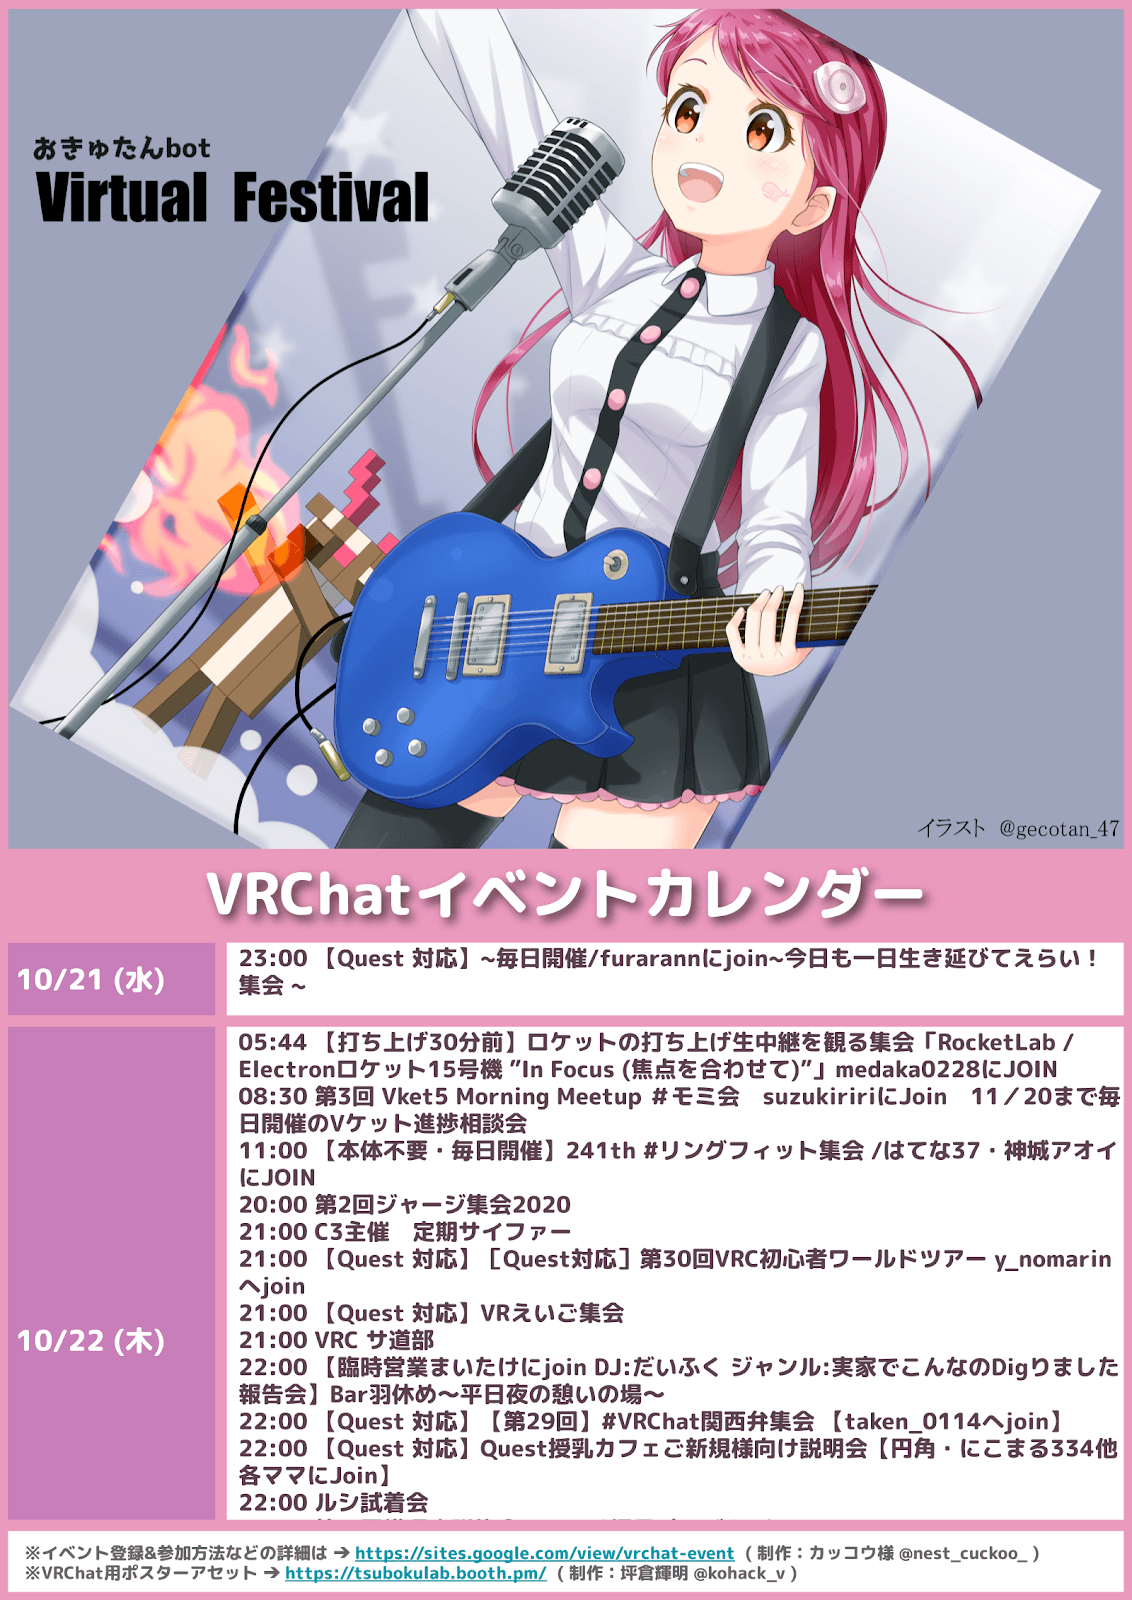 おきゅたんbot
Virtual Festival
イラスト @gecotan_47
VRChatイベントカレンダー
10/21 (水)
23:00 【Quest 対応】~毎日開催/furarannにjoin~今日も一日生き延びてえらい！
集会 ~
10/22 (木)
05:44 【打ち上げ30分前】ロケットの打ち上げ生中継を観る集会「RocketLab /
Electronロケット15号機 ”In Focus (焦点を合わせて)”」medaka0228にJOIN
08:30 第3回 Vket5 Morning Meetup ＃モミ会　suzukiririにJoin　11／20まで毎
日開催のVケット進捗相談会
11:00 【本体不要・毎日開催】241th #リングフィット集会 /はてな37・神城アオイ
にJOIN
20:00 第2回ジャージ集会2020
21:00 C3主催　定期サイファー
21:00 【Quest 対応】［Quest対応］第30回VRC初心者ワールドツアー y_nomarin
へjoin
21:00 【Quest 対応】VRえいご集会
21:00 VRC サ道部
22:00 【臨時営業まいたけにjoin DJ:だいふく ジャンル:実家でこんなのDigりました
報告会】Bar羽休め〜平日夜の憩いの場〜
22:00 【Quest 対応】【第29回】#VRChat関西弁集会 【taken_0114へjoin】
22:00 【Quest 対応】Quest授乳カフェご新規様向け説明会【円角・にこまる334他
各ママにJoin】
22:00 ルシ試着会
※イベント登録&参加方法などの詳細は ➔ https://sites.google.com/view/vrchat-event （ 制作：カッコウ様 @nest_cuckoo_ ）
※VRChat用ポスターアセット ➔ https://tsubokulab.booth.pm/ （ 制作：坪倉輝明 @kohack_v ）